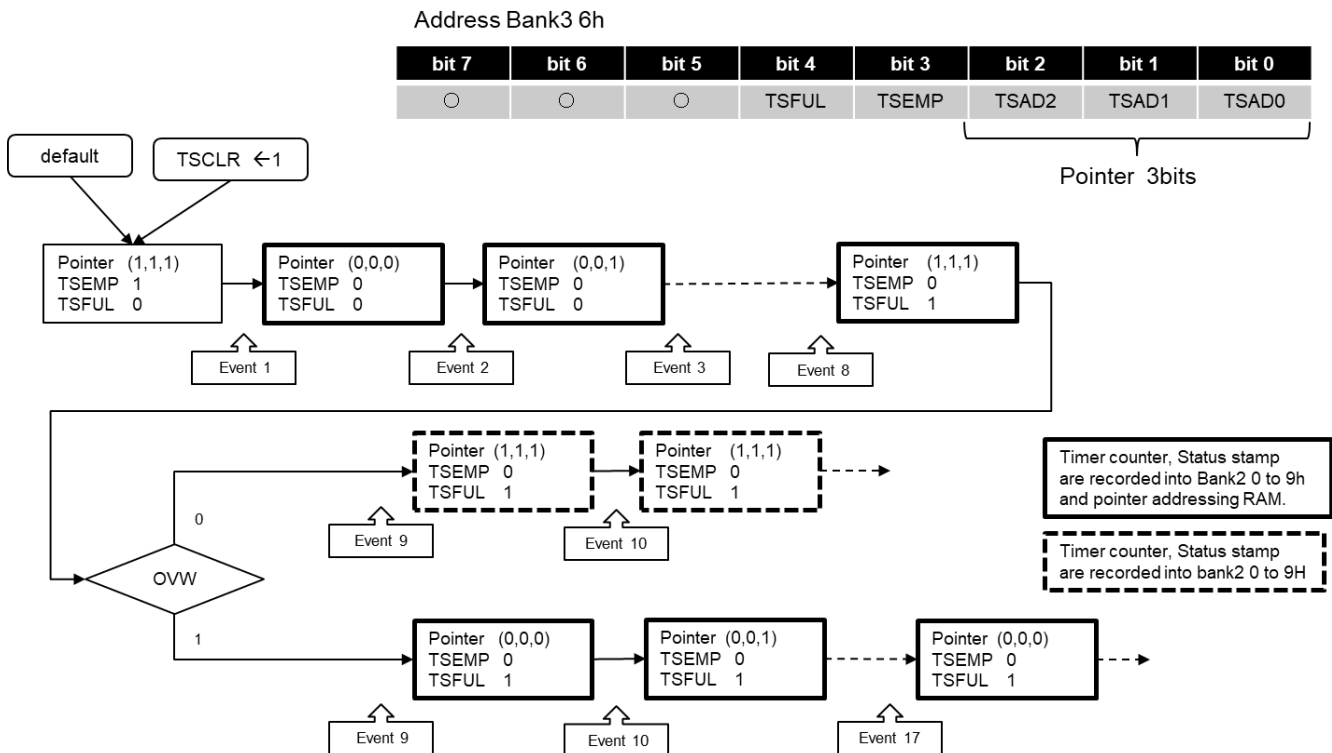 Address Bank3 6h
bit 7 bit 6 bit 5 bit 4 bit 3 bit 2 bit 1 bit 0
○ ○ ○ TSFUL TSEMP TSAD2 TSAD1 TSAD0
Pointer 3bits
default
TSCLR ←1
Pointer (1,1,1)
TSEMP 1
TSFUL 0
Pointer (0,0,0)
TSEMP 0
TSFUL 0
Pointer (0,0,1)
TSEMP 0
TSFUL 0
Pointer (1,1,1)
TSEMP 0
TSFUL 1
Event 1
Event 2
Event 3
Event 8
Pointer (1,1,1)
TSEMP 0
TSFUL 1
Pointer (1,1,1)
TSEMP 0
TSFUL 1
Timer counter, Status stamp
are recorded into Bank2 0 to 9h
and pointer addressing RAM.
0
Event 9
Event 10
Timer counter, Status stamp
are recorded into bank2 0 to 9H
OVW
1
Pointer (0,0,0)
TSEMP 0
TSFUL 1
Pointer (0,0,1)
TSEMP 0
TSFUL 1
Pointer (0,0,0)
TSEMP 0
TSFUL 1
Event 9
Event 10
Event 17